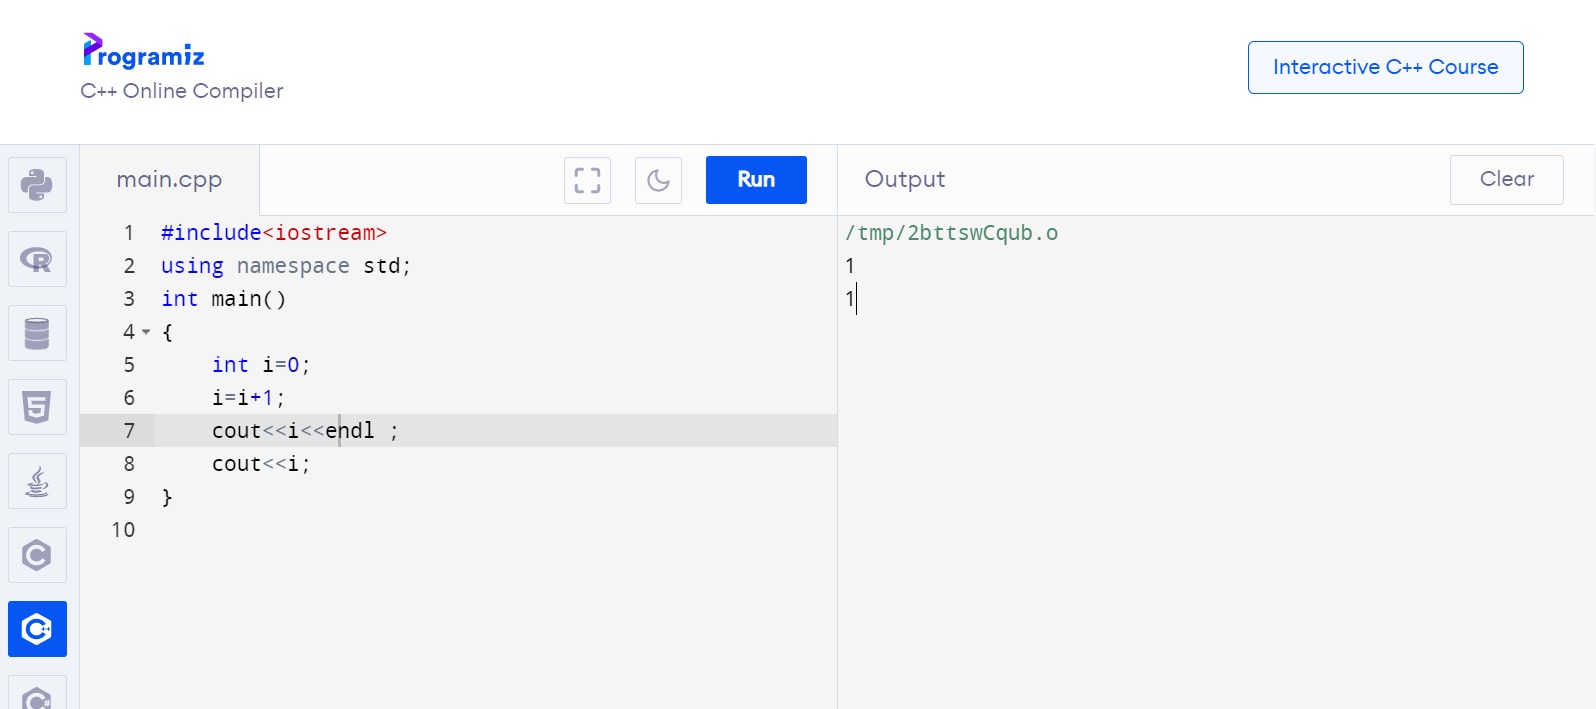 Programiz
C++ Online Compiler
Interactive C++ Course
main.cpp
Run
Output
Clear
1 #include<iostream>
2 using namespace std;
3 int main()
4 {
5     int i=0;
6     i=i+1;
7     cout<<i<<endl ;
8     cout<<i;
9 }
10
/tmp/2bttswCqub.o
1
1